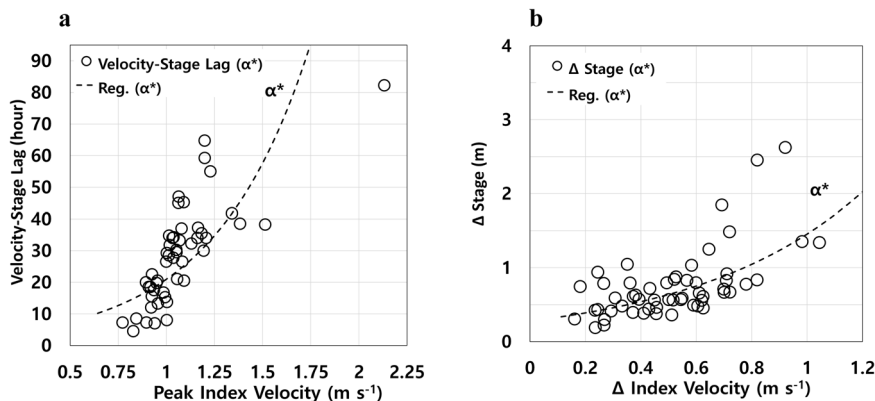 a
Velocity-Stage Lag (hour)
90
80
70
60
50
40
30
20
10
0
Velocity-Stage Lag (α*)
Reg. (α*)
α*
0.5
0.75
1
1.25
1.5
1.75
2
2.25
Peak Index Velocity (m s-1)
b
Δ Stage (m)
4
3
2
1
0
Δ Stage (α*)
Reg. (α*)
α*
0
0.2
0.4
0.6
0.8
1
1.2
Δ Index Velocity (m s-1)